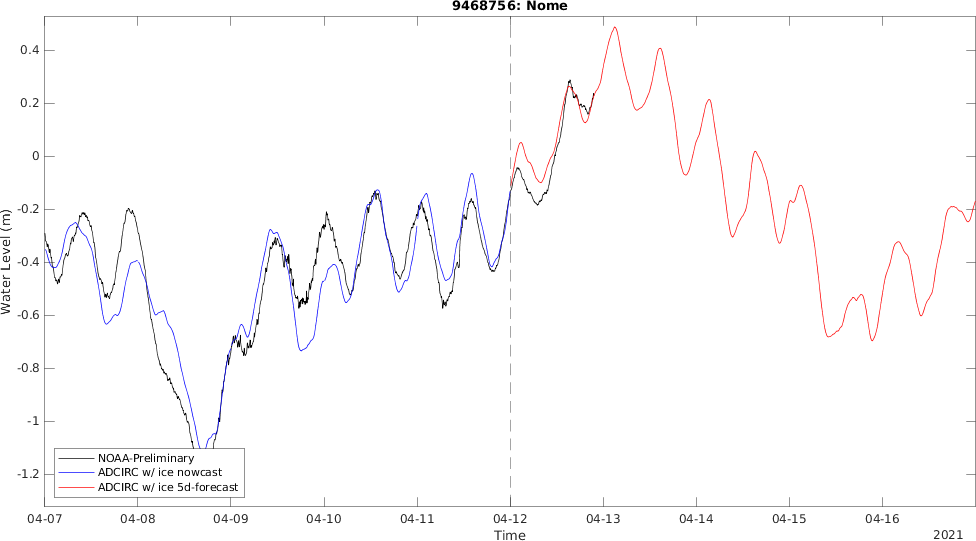 9468756: Nome
Water Level (m)
0.4
0.2
0
-0.2
-0.4
-0.6
-0.8
-1
-1.2
NOAA-Preliminary
ADCIRC w/ ice nowcast
ADCIRC w/ ice 5d-forecast
04-07 04-08 04-09 04-10 04-11 04-12 04-13 04-14 04-15 04-16
Time
2021